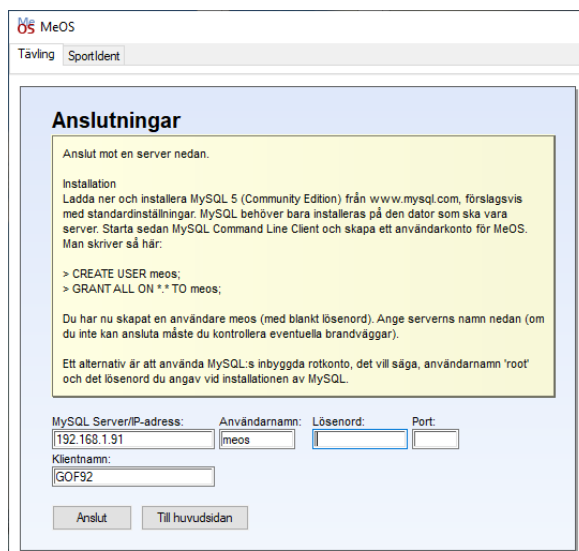 MeOS MeOS
Tävling SportIdent
Anslutningar
Anslut mot en server nedan.
Installation
Ladda ner och installera MySQL 5 (Community Edition) från www.mysql.com, förslagsvis
med standardinställningar. MySQL behöver bara installeras på den dator som ska vara
server. Starta sedan MySQL Command Line Client och skapa ett användarkonto för MeOS.
Man skriver så här:
> CREATE USER meos;
> GRANT ALL ON *.* TO meos;
Du har nu skapat en användare meos (med blankt lösenord). Ange serverns namn nedan (om
du inte kan ansluta måste du kontrollera eventuella brandväggar).
Ett alternativ är att använda MySQL:s inbyggda rotkonto, det vill säga, användarnamn 'root'
och det lösenord du angav vid installationen av MySQL.
MySQL Server/IP-adress: Användarnamn: Lösenord: Port:
192.168.1.91 meos
Klientnamn:
GOF92
Anslut Till huvudsidan